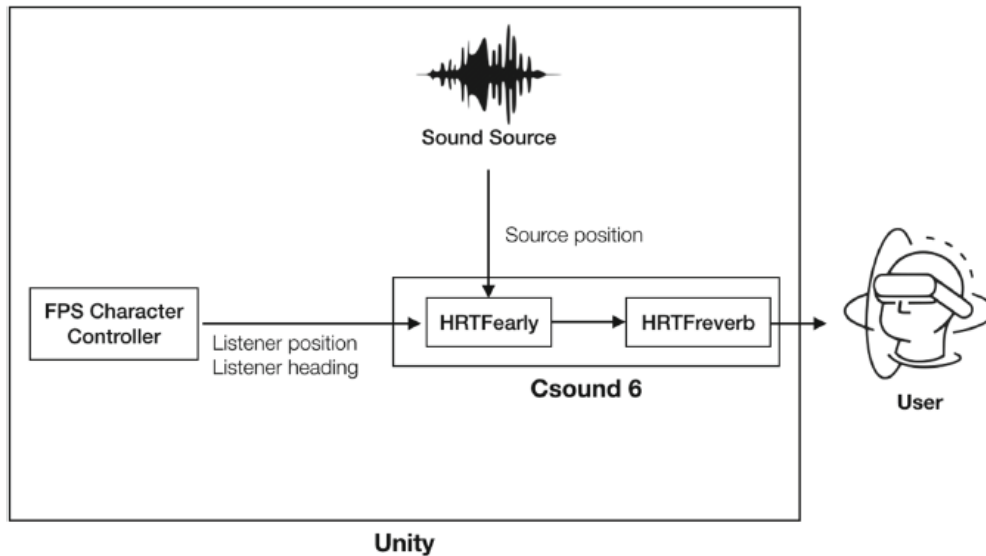 Sound Source
Source position
FPS Character
Controller
Listener position
Listener heading
HRTFearly
HRTFreverb
Csound 6
User
Unity